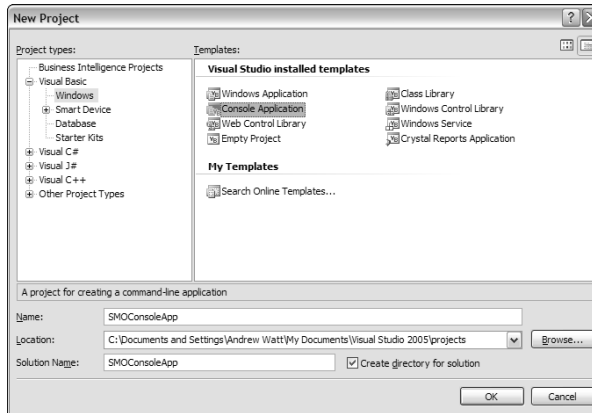 New Project
Project types:
Templates:
Business Intelligence Projects
Visual Basic
Windows
Smart Device
Database
Starter Kits
Visual C#
Visual J#
Visual C++
Other Project Types
Visual Studio installed templates
Windows Application
Class Library
Console Application
Windows Control Library
Web Control Library
Windows Service
Empty Project
Crystal Reports Application
My Templates
Search Online Templates...
A project for creating a command-line application
Name:
SMOConsoleApp
Location:
C:\Documents and Settings\Andrew Watt\My Documents\Visual Studio 2005\projects
Browse...
Solution Name:
SMOConsoleApp
Create directory for solution
OK
Cancel